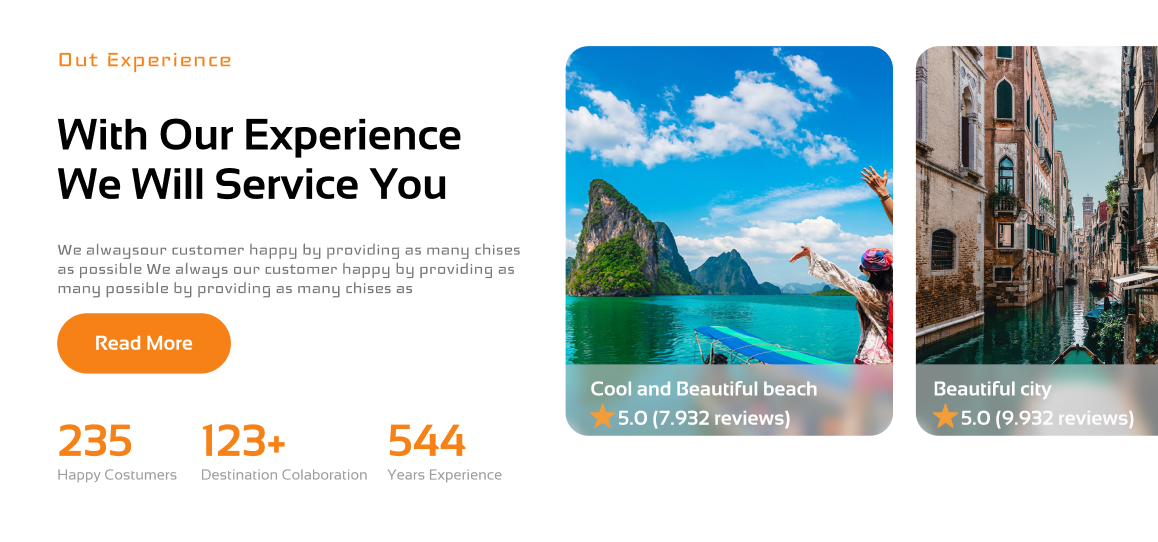 Out Experience
With Our Experience
We Will Service You
We alwaysour customer happy by providing as many chises
as possible We always our customer happy by providing as
many possible by providing as many chises as
Read More
235
Happy Costumers
123+
Destination Colaboration
544
Years Experience
Cool and Beautiful beach
5.0 (7.932 reviews)
Beautiful city
5.0 (9.932 reviews)